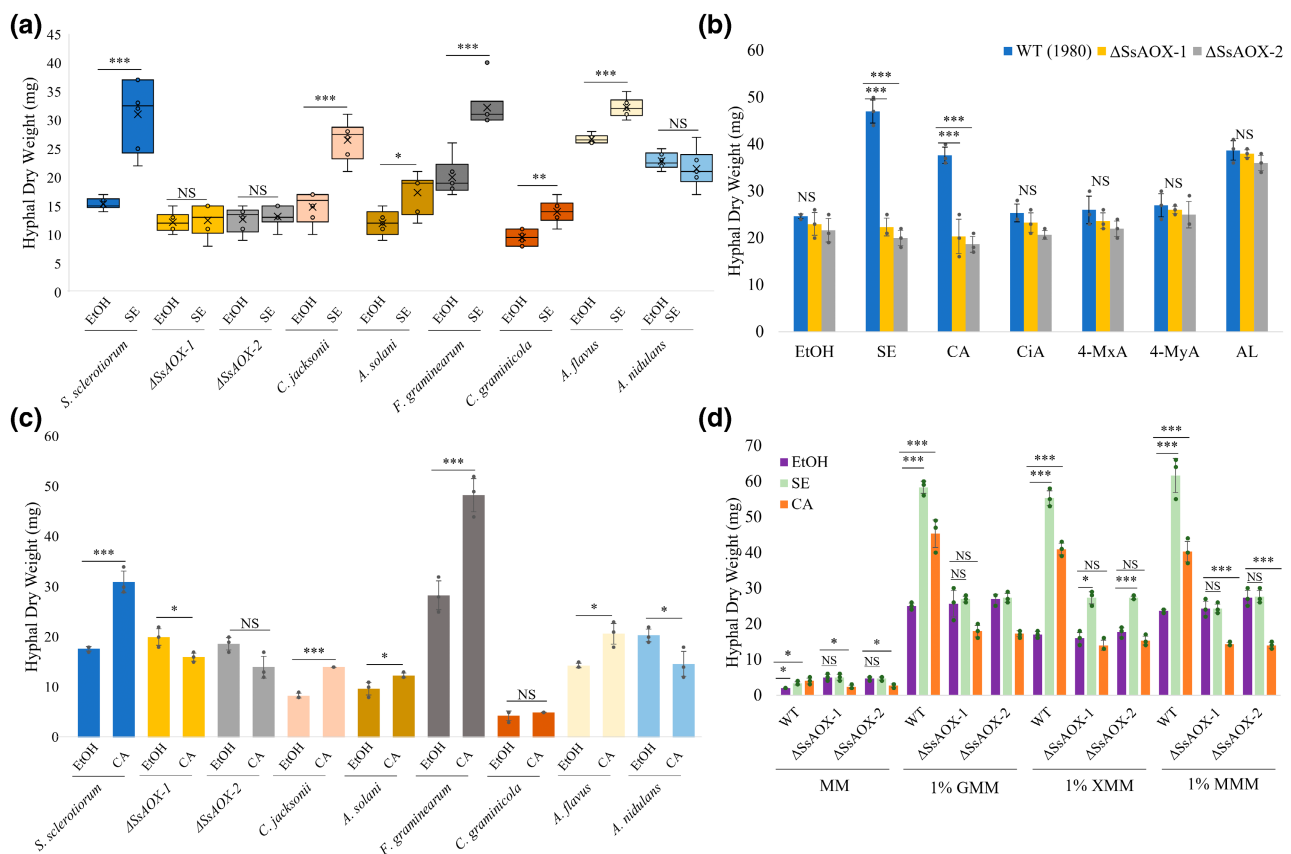 (a)
Hyphal Dry Weight (mg)
45
40
35
30
25
20
15
10
5
0
***
NS
NS
***
*
***
**
***
NS
EtOH SE EtOH SE EtOH SE EtOH SE EtOH SE EtOH SE EtOH SE EtOH SE EtOH SE
S. sclerotiorum ΔSsAOX-1 ΔSsAOX-2 C. jacksonii A. solani F. graminearum C. graminicola A. flavus A. nidulans
(b)
Hyphal Dry Weight (mg)
60
50
40
30
20
10
0
WT (1980) ΔSsAOX-1 ΔSsAOX-2
NS
***
***
***
***
NS
NS
NS
NS
EtOH SE CA CiA 4-MxA 4-MyA AL
(c)
Hyphal Dry Weight (mg)
60
50
40
30
20
10
0
***
*
NS
***
*
***
NS
*
*
EtOH CA EtOH CA EtOH CA EtOH CA EtOH CA EtOH CA EtOH CA EtOH CA EtOH CA
S. sclerotiorum ΔSsAOX-1 ΔSsAOX-2 C. jacksonii A. solani F. graminearum C. graminicola A. flavus A. nidulans
(d)
Hyphal Dry Weight (mg)
70
60
50
40
30
20
10
0
EtOH
SE
CA
*
*
*
NS
*
NS
***
***
NS
NS
***
***
NS
*
NS
***
***
***
***
NS
***
NS
WT ΔSsAOX-1 ΔSsAOX-2 WT ΔSsAOX-1 ΔSsAOX-2 WT ΔSsAOX-1 ΔSsAOX-2 WT ΔSsAOX-1 ΔSsAOX-2
MM 1% GMM 1% XMM 1% MMM